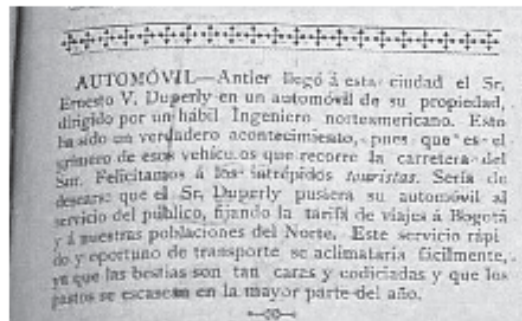 AUTOMÓVIL—Antier llegó á esta ciudad el Sr.
Ernesto V. Duperly en un automóvil de su propiedad,
dirigido por un hábil Ingeniero norteamericano. Esto
ha sido un verdadero acontecimiento, pues que es el
primero de esos vehículos que recorre la carretera del
Sur. Felicitamos á los intrépidos touristas. Sería de
desearse que el Sr. Duperly pusiera su automóvil al
servicio del público, fijando la tarifa de viajes á Bogotá
y á nuestras poblaciones del Norte. Este servicio rápi
do y oportuno de transporte se aclimataría fácilmente,
ya que las bestias son tan caras y codiciadas y que los
pastos se escasean en la mayor parte del año.